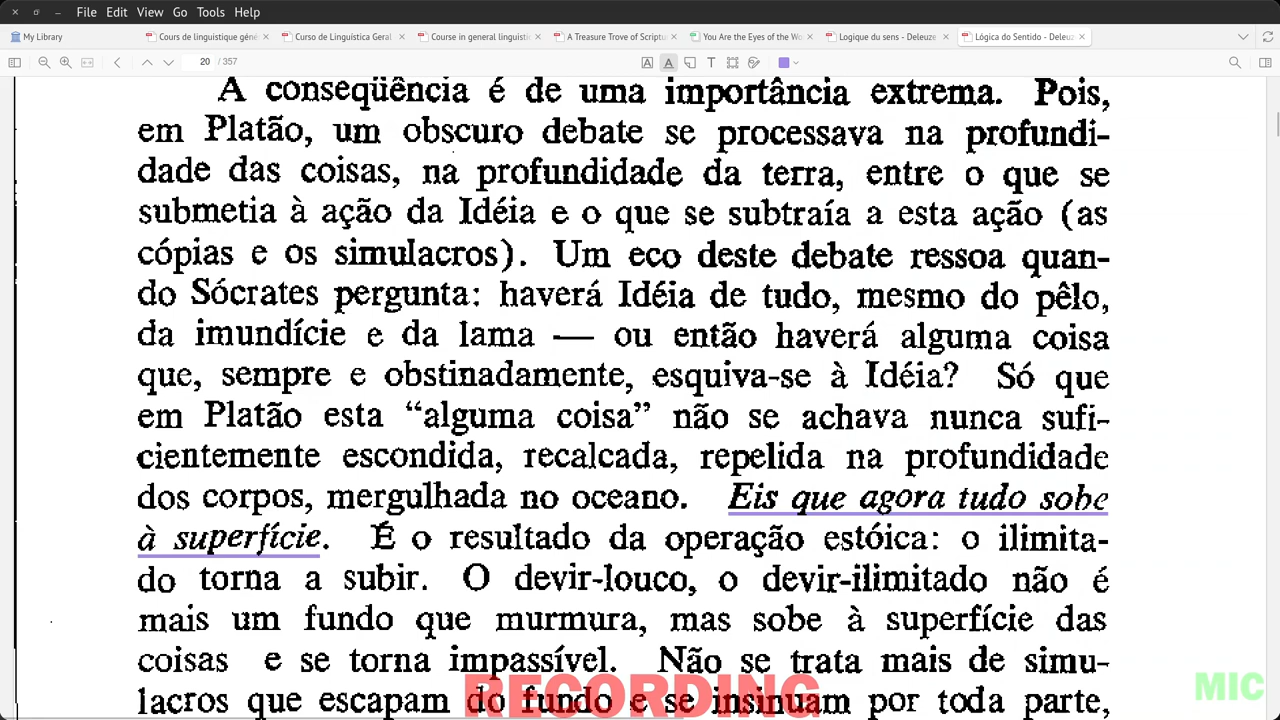 File Edit View Go Tools Help
My Library Cours de linguistique géné Curso de Linguística Geral Course in general linguistic A Treasure Trove of Scriptu You Are the Eyes of the Wo Logique du sens - Deleuze Lógica do Sentido - Deleuz
20 / 357
A conseqüência é de uma importância extrema. Pois,
em Platão, um obscuro debate se processava na profundi-
dade das coisas, na profundidade da terra, entre o que se
submetia à ação da Idéia e o que se subtraía a esta ação (as
cópias e os simulacros). Um eco deste debate ressoa quan-
do Sócrates pergunta: haverá Idéia de tudo, mesmo do pêlo,
da imundície e da lama — ou então haverá alguma coisa
que, sempre e obstinadamente, esquiva-se à Idéia? Só que
em Platão esta “alguma coisa” não se achava nunca sufi-
cientemente escondida, recalcada, repelida na profundidade
dos corpos, mergulhada no oceano. Eis que agora tudo sobe
à superfície. É o resultado da operação estóica: o ilimita-
do torna a subir. O devir-louco, o devir-ilimitado não é
mais um fundo que murmura, mas sobe à superfície das
coisas e se torna impassível. Não se trata mais de simu-
lacros que escapam do fundo e se insinuam por toda parte,
RECORDING
MIC